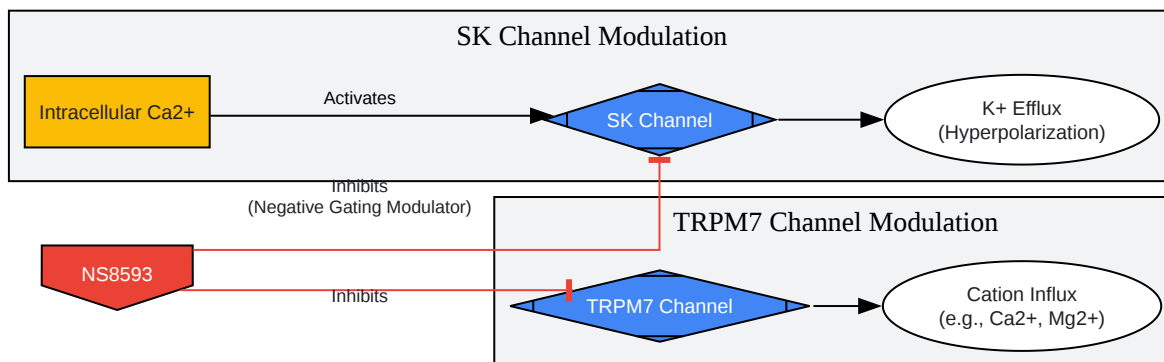 SK Channel Modulation
Intracellular Ca2+
Activates
SK Channel
K+ Efflux
(Hyperpolarization)
Inhibits
(Negative Gating Modulator)
TRPM7 Channel Modulation
NS8593
Inhibits
TRPM7 Channel
Cation Influx
(e.g., Ca2+, Mg2+)